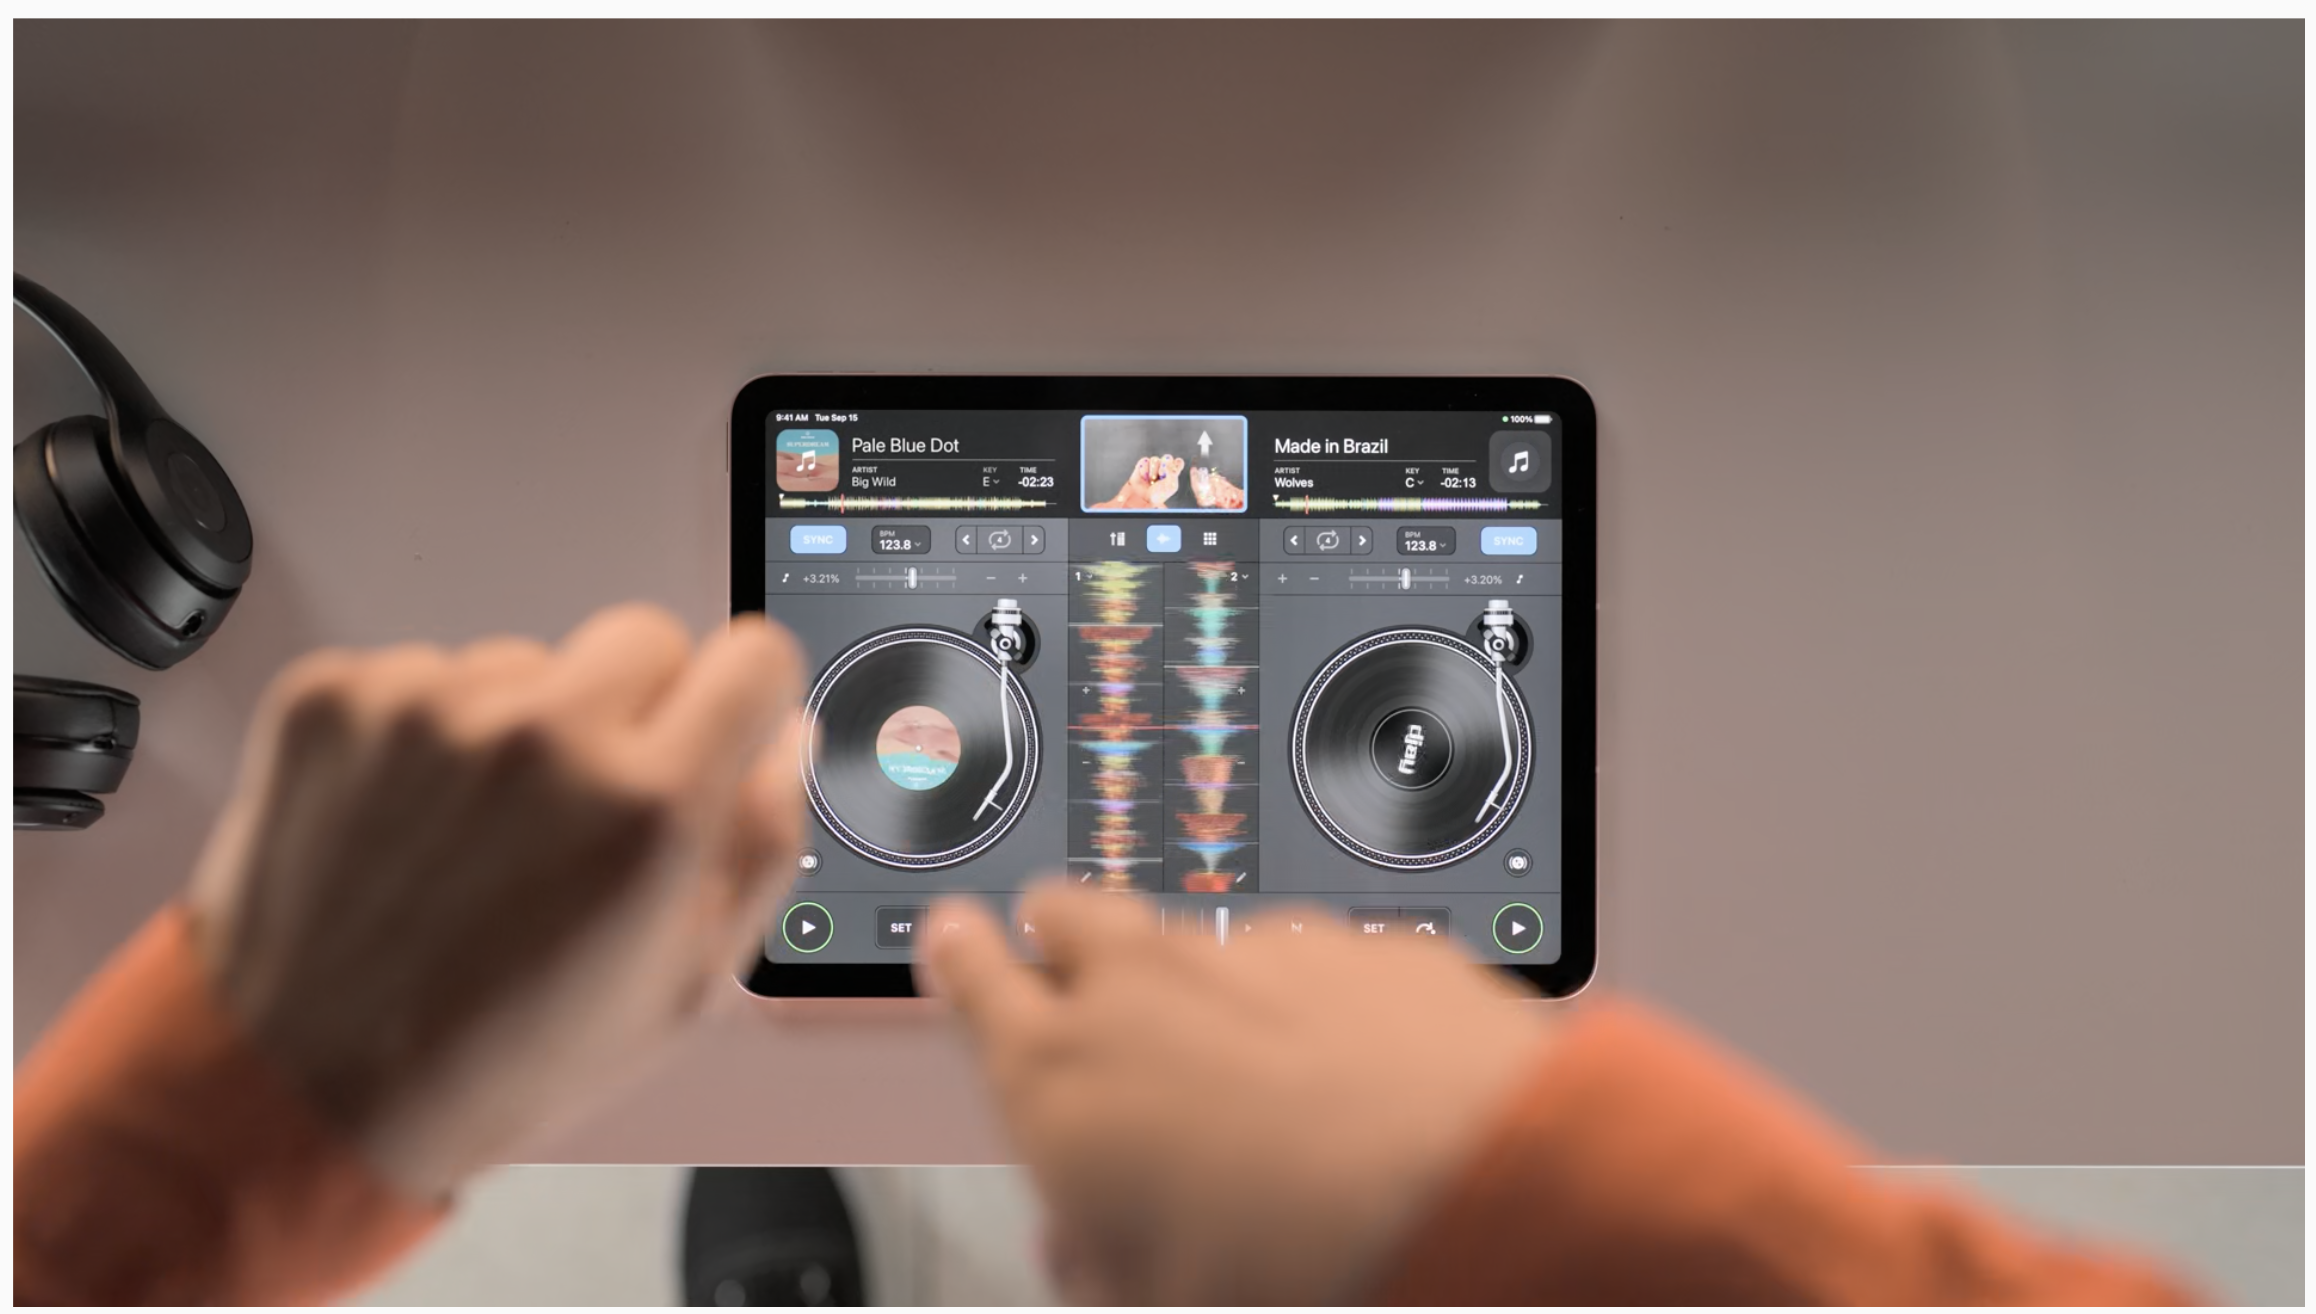 9:41 AM Tue Sep 15
100%
Pale Blue Dot
ARTIST KEY TIME
Big Wild E -02:23
Made in Brazil
ARTIST KEY TIME
Wolves C -02:13
SYNC
BPM
123.8
4
4
BPM
123.8
SYNC
+3.21%
1
2
+3.20%
djay
SET
SET